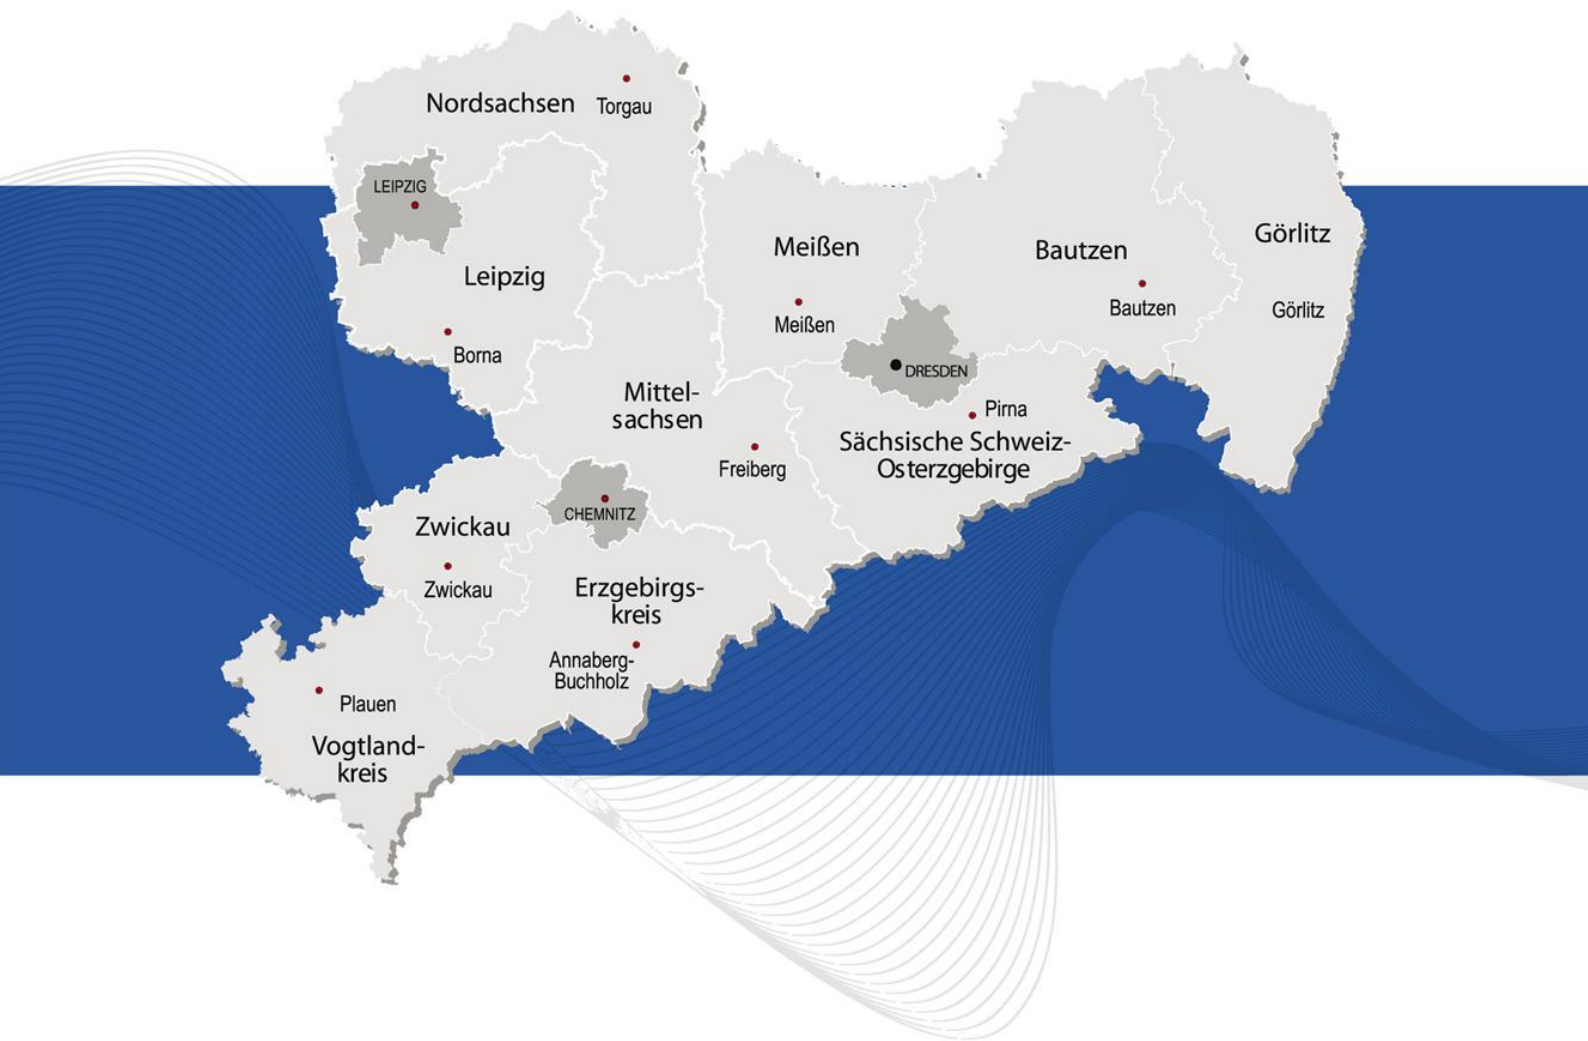 Nordsachsen
Torgau
LEIPZIG
Leipzig
Borna
Meißen
Meißen
Bautzen
Bautzen
Görlitz
Görlitz
DRESDEN
Mittel-
sachsen
Freiberg
Pirna
Sächsische Schweiz-
Osterzgebirge
CHEMNITZ
Zwickau
Zwickau
Erzgebirgs-
kreis
Annaberg-
Buchholz
Plauen
Vogtland-
kreis